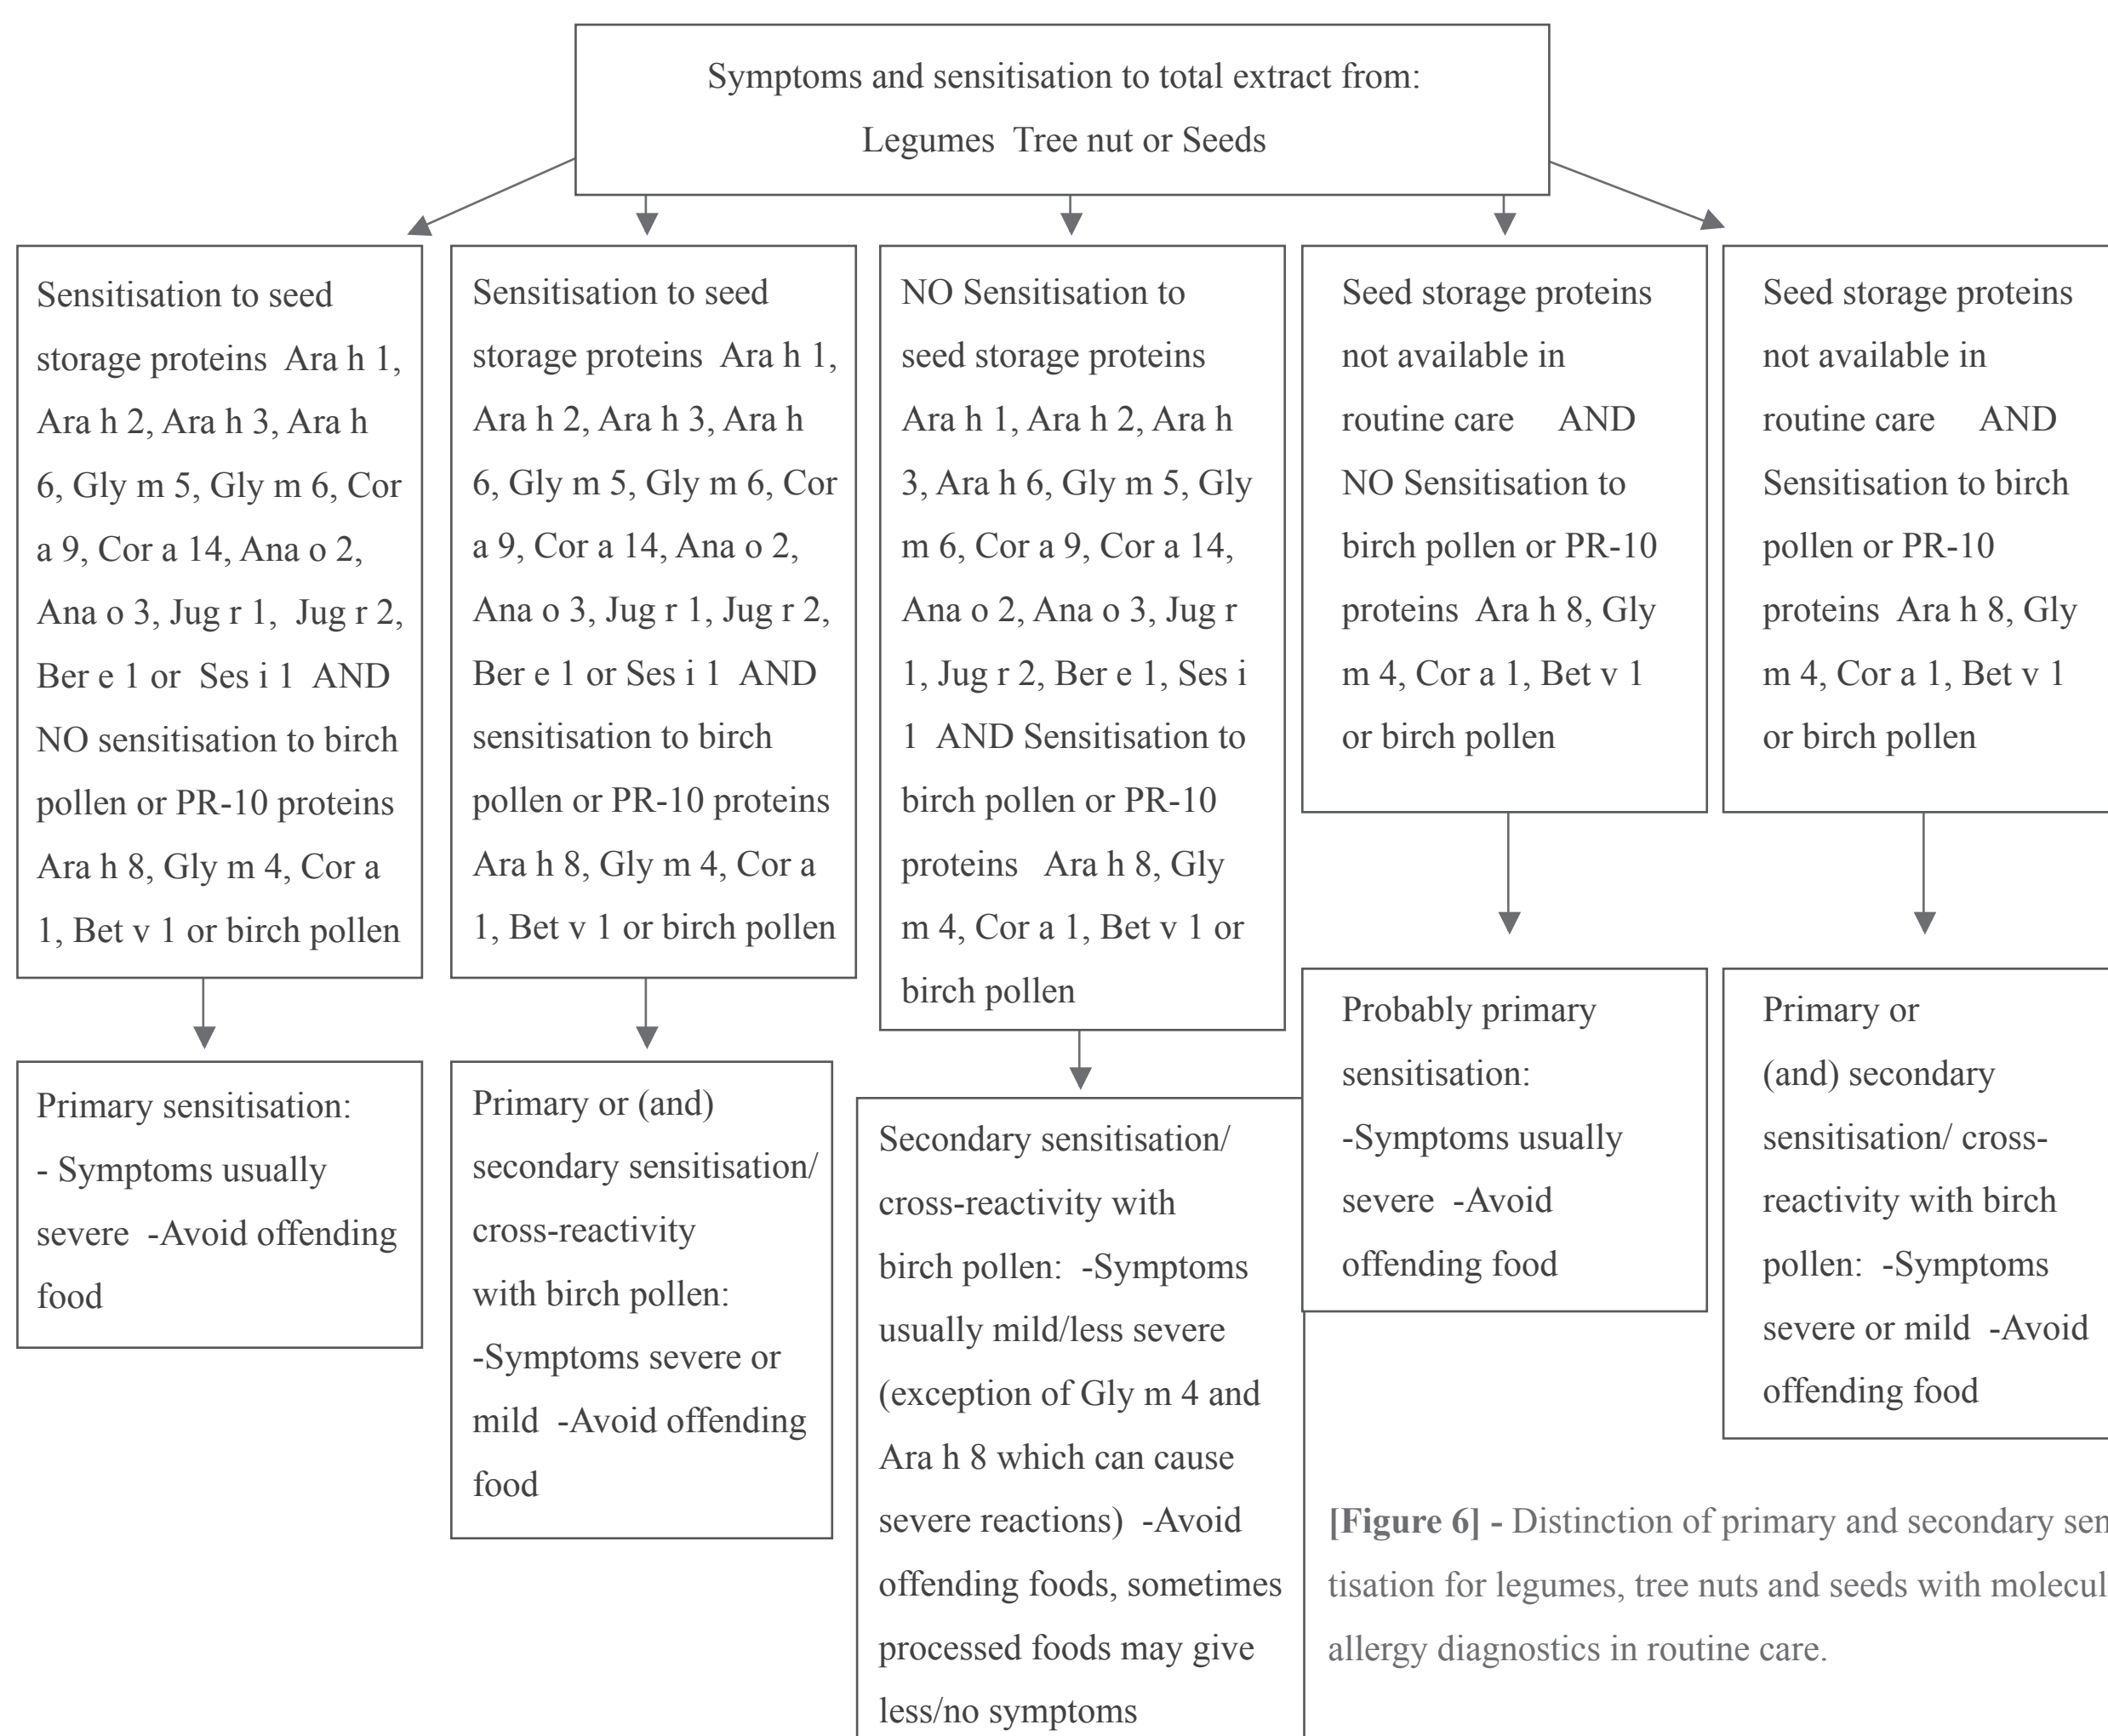 Symptoms and sensitisation to total extract from:
Legumes Tree nut or Seeds
Sensitisation to seed
storage proteins Ara h 1,
Ara h 2, Ara h 3, Ara h
6, Gly m 5, Gly m 6, Cor
a 9, Cor a 14, Ana o 2,
Ana o 3, Jug r 1, Jug r 2,
Ber e 1 or Ses i 1 AND
NO sensitisation to birch
pollen or PR-10 proteins
Ara h 8, Gly m 4, Cor a
1, Bet v 1 or birch pollen
Sensitisation to seed
storage proteins Ara h 1,
Ara h 2, Ara h 3, Ara h
6, Gly m 5, Gly m 6, Cor
a 9, Cor a 14, Ana o 2,
Ana o 3, Jug r 1, Jug r 2,
Ber e 1 or Ses i 1 AND
sensitisation to birch
pollen or PR-10 proteins
Ara h 8, Gly m 4, Cor a
1, Bet v 1 or birch pollen
NO Sensitisation to
seed storage proteins
Ara h 1, Ara h 2, Ara h
3, Ara h 6, Gly m 5, Gly
m 6, Cor a 9, Cor a 14,
Ana o 2, Ana o 3, Jug r
1, Jug r 2, Ber e 1, Ses i
1 AND Sensitisation to
birch pollen or PR-10
proteins Ara h 8, Gly
m 4, Cor a 1, Bet v 1 or
birch pollen
Seed storage proteins
not available in
routine care AND
NO Sensitisation to
birch pollen or PR-10
proteins Ara h 8, Gly
m 4, Cor a 1, Bet v 1
or birch pollen
Seed storage proteins
not available in
routine care AND
Sensitisation to birch
pollen or PR-10
proteins Ara h 8, Gly
m 4, Cor a 1, Bet v 1
or birch pollen
Primary sensitisation:
- Symptoms usually
severe -Avoid offending
food
Primary or (and)
secondary sensitisation/
cross-reactivity
with birch pollen:
-Symptoms severe or
mild -Avoid offending
food
Secondary sensitisation/
cross-reactivity with
birch pollen: -Symptoms
usually mild/less severe
(exception of Gly m 4 and
Ara h 8 which can cause
severe reactions) -Avoid
offending foods, sometimes
processed foods may give
less/no symptoms
Probably primary
sensitisation:
-Symptoms usually
severe -Avoid
offending food
Primary or
(and) secondary
sensitisation/ cross-
reactivity with birch
pollen: -Symptoms
severe or mild -Avoid
offending food
[Figure 6] - Distinction of primary and secondary sen
tisation for legumes, tree nuts and seeds with molecul
allergy diagnostics in routine care.